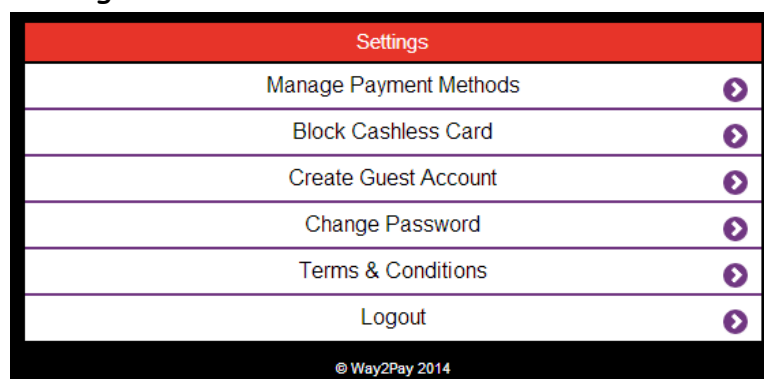 Settings
Manage Payment Methods
Block Cashless Card
Create Guest Account
Change Password
Terms & Conditions
Logout
© Way2Pay 2014